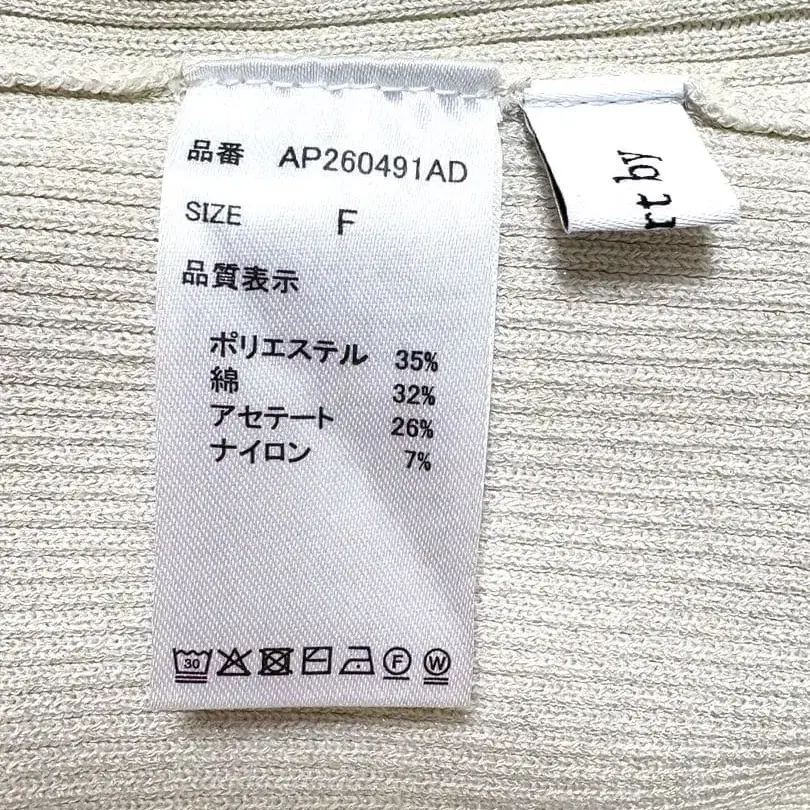 品番 AP260491AD
SIZE F
品質表示
ポリエステル 35%
綿 32%
アセテート 26%
ナイロン 7%
30 F W
rt by